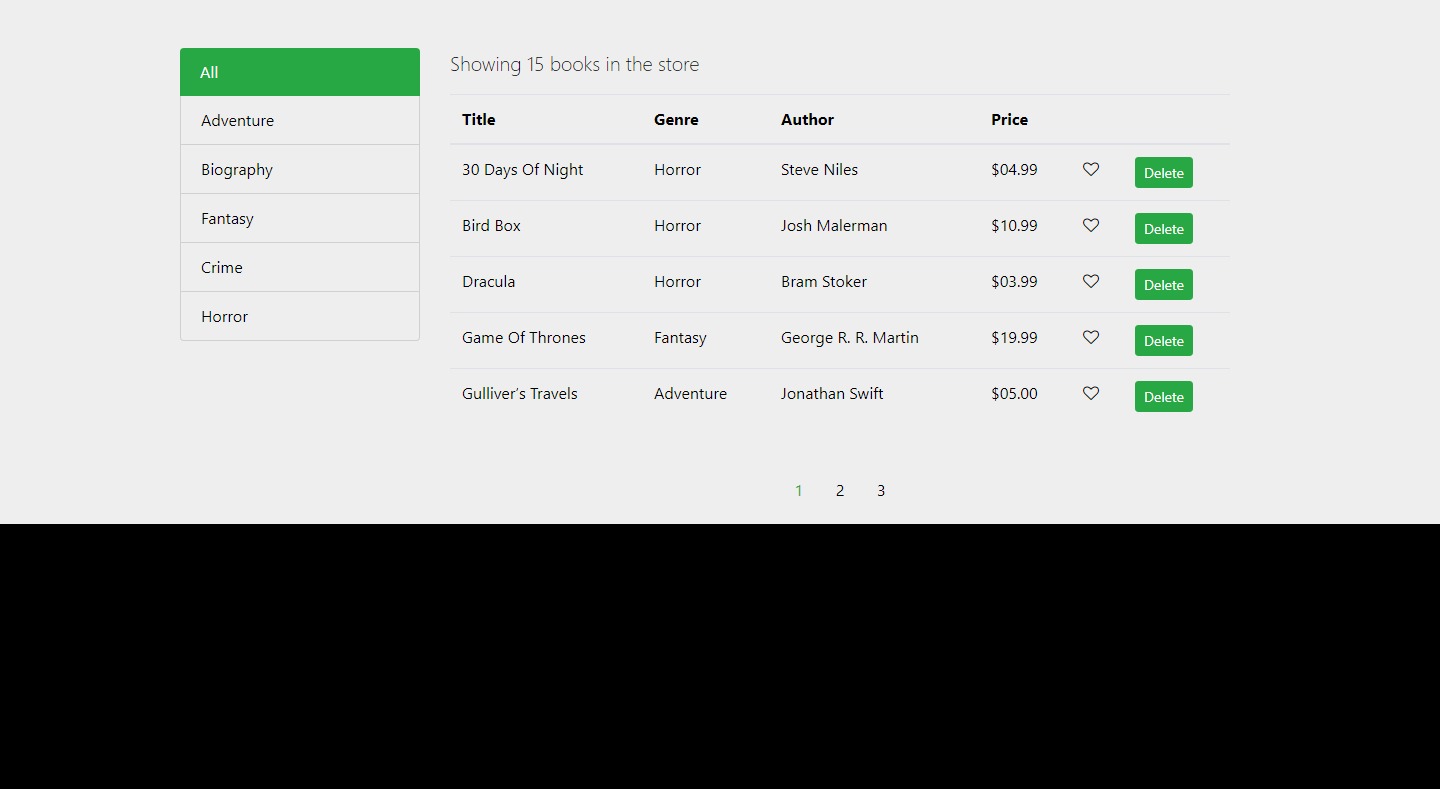 All
Adventure
Biography
Fantasy
Crime
Horror
Showing 15 books in the store
Title Genre Author Price
30 Days Of Night Horror Steve Niles $04.99 Delete
Bird Box Horror Josh Malerman $10.99 Delete
Dracula Horror Bram Stoker $03.99 Delete
Game Of Thrones Fantasy George R. R. Martin $19.99 Delete
Gulliver's Travels Adventure Jonathan Swift $05.00 Delete
1 2 3